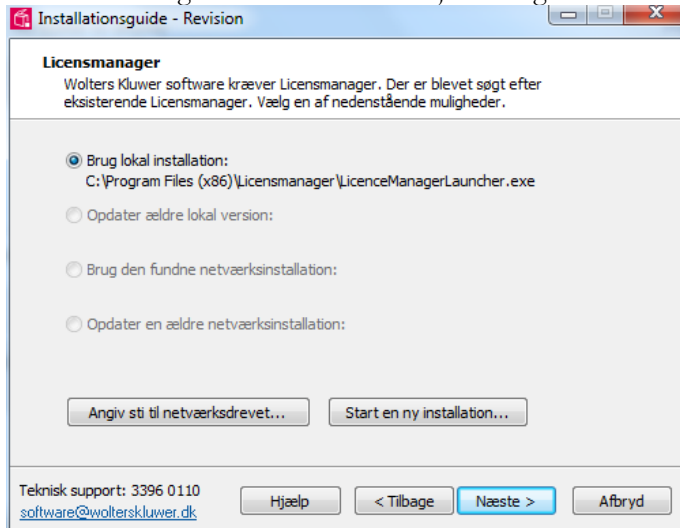 Installationsguide - Revision
Licensmanager
Wolters Kluwer software kræver Licensmanager. Der er blevet søgt efter
eksisterende Licensmanager. Vælg en af nedenstående muligheder.
Brug lokal installation:
C:\Program Files (x86)\Licensmanager\LicenceManagerLauncher.exe
Opdater ældre lokal version:
Brug den fundne netværksinstallation:
Opdater en ældre netværksinstallation:
Angiv sti til netværksdrevet... Start en ny installation...
Teknisk support: 3396 0110
software@wolterskluwer.dk
Hjælp < Tilbage Næste > Afbryd